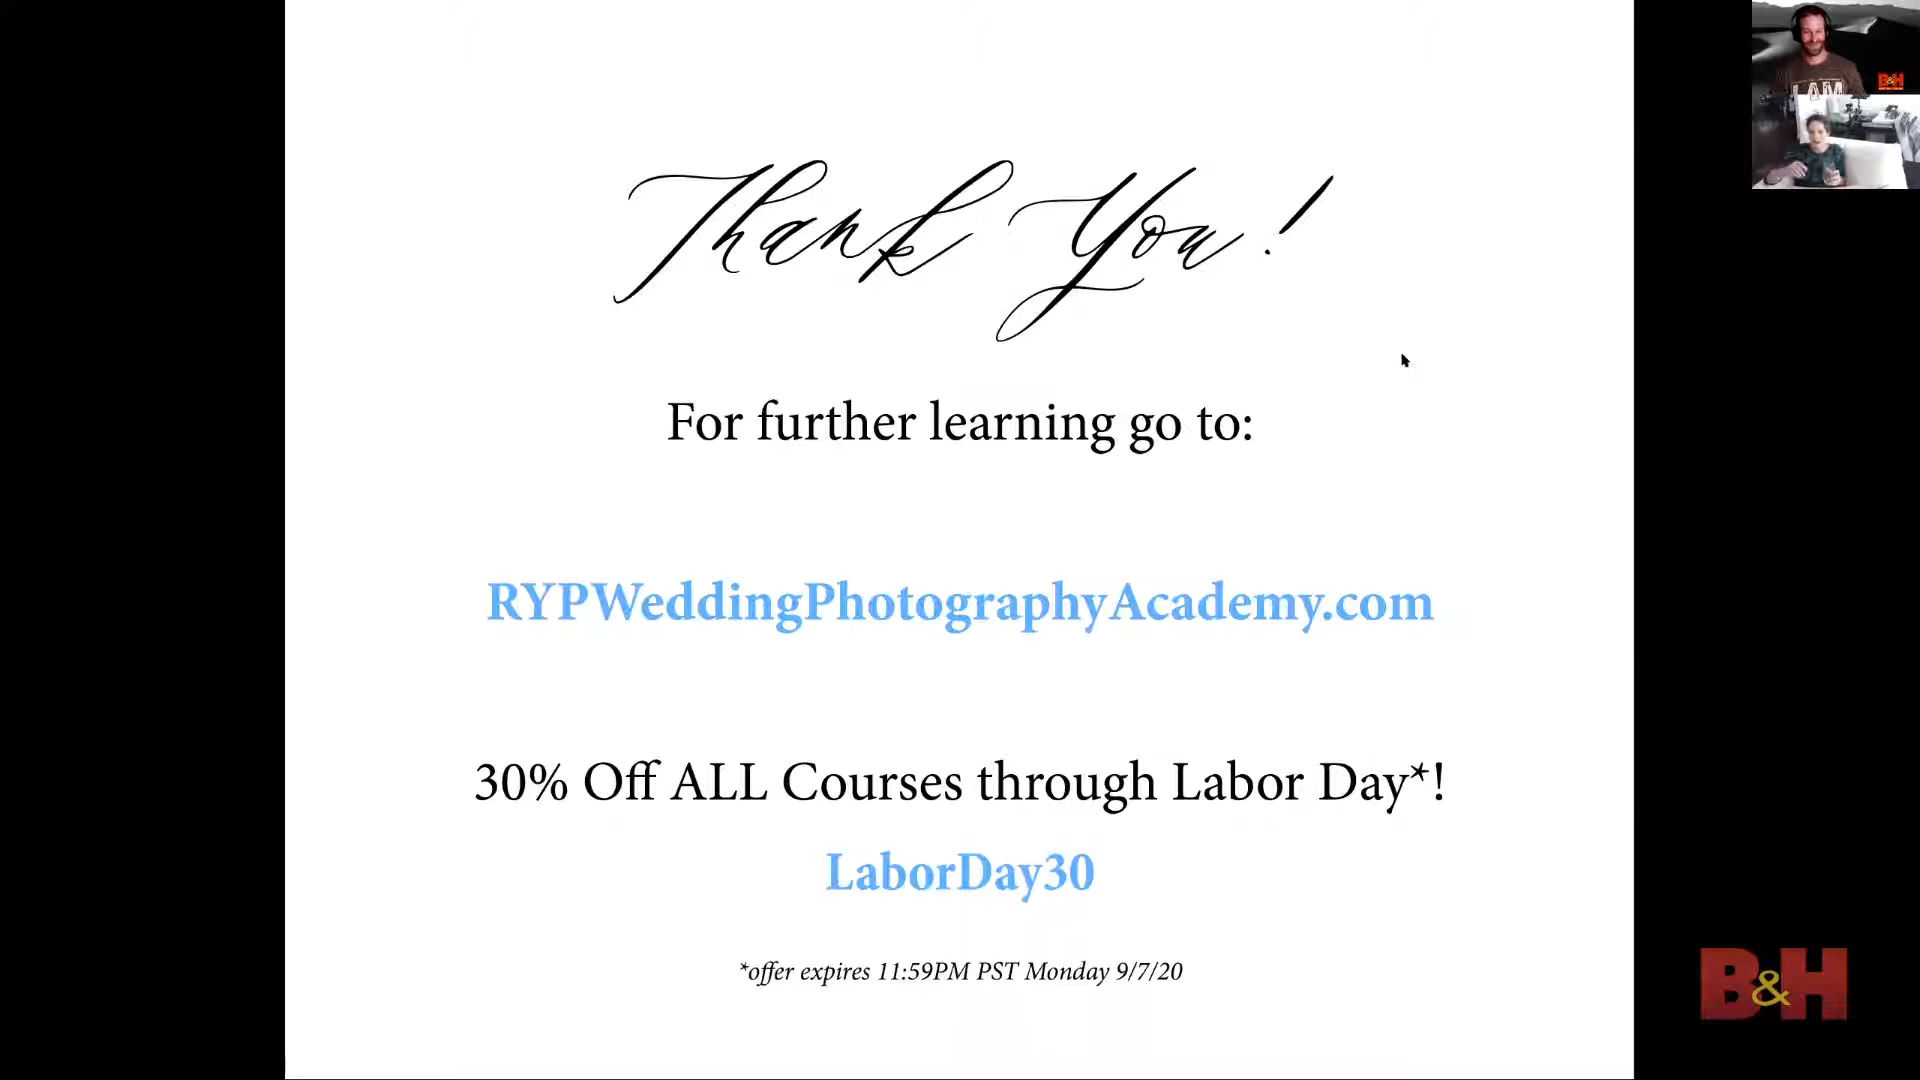 Thank You!
For further learning go to:
RYPWeddingPhotographyAcademy.com
30% Off ALL Courses through Labor Day*!
LaborDay30
*offer expires 11:59PM PST Monday 9/7/20
B&H
I AM
B&H